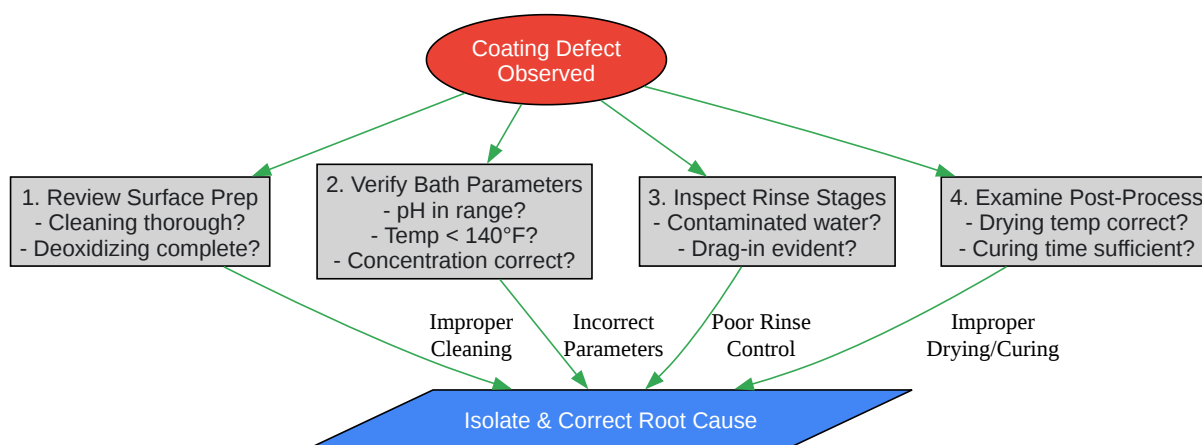 Coating Defect
Observed
1. Review Surface Prep
- Cleaning thorough?
- Deoxidizing complete?
2. Verify Bath Parameters
- pH in range?
- Temp < 140°F?
- Concentration correct?
3. Inspect Rinse Stages
- Contaminated water?
- Drag-in evident?
4. Examine Post-Process
- Drying temp correct?
- Curing time sufficient?
Improper
Cleaning
Incorrect
Parameters
Poor Rinse
Control
Improper
Drying/Curing
Isolate & Correct Root Cause